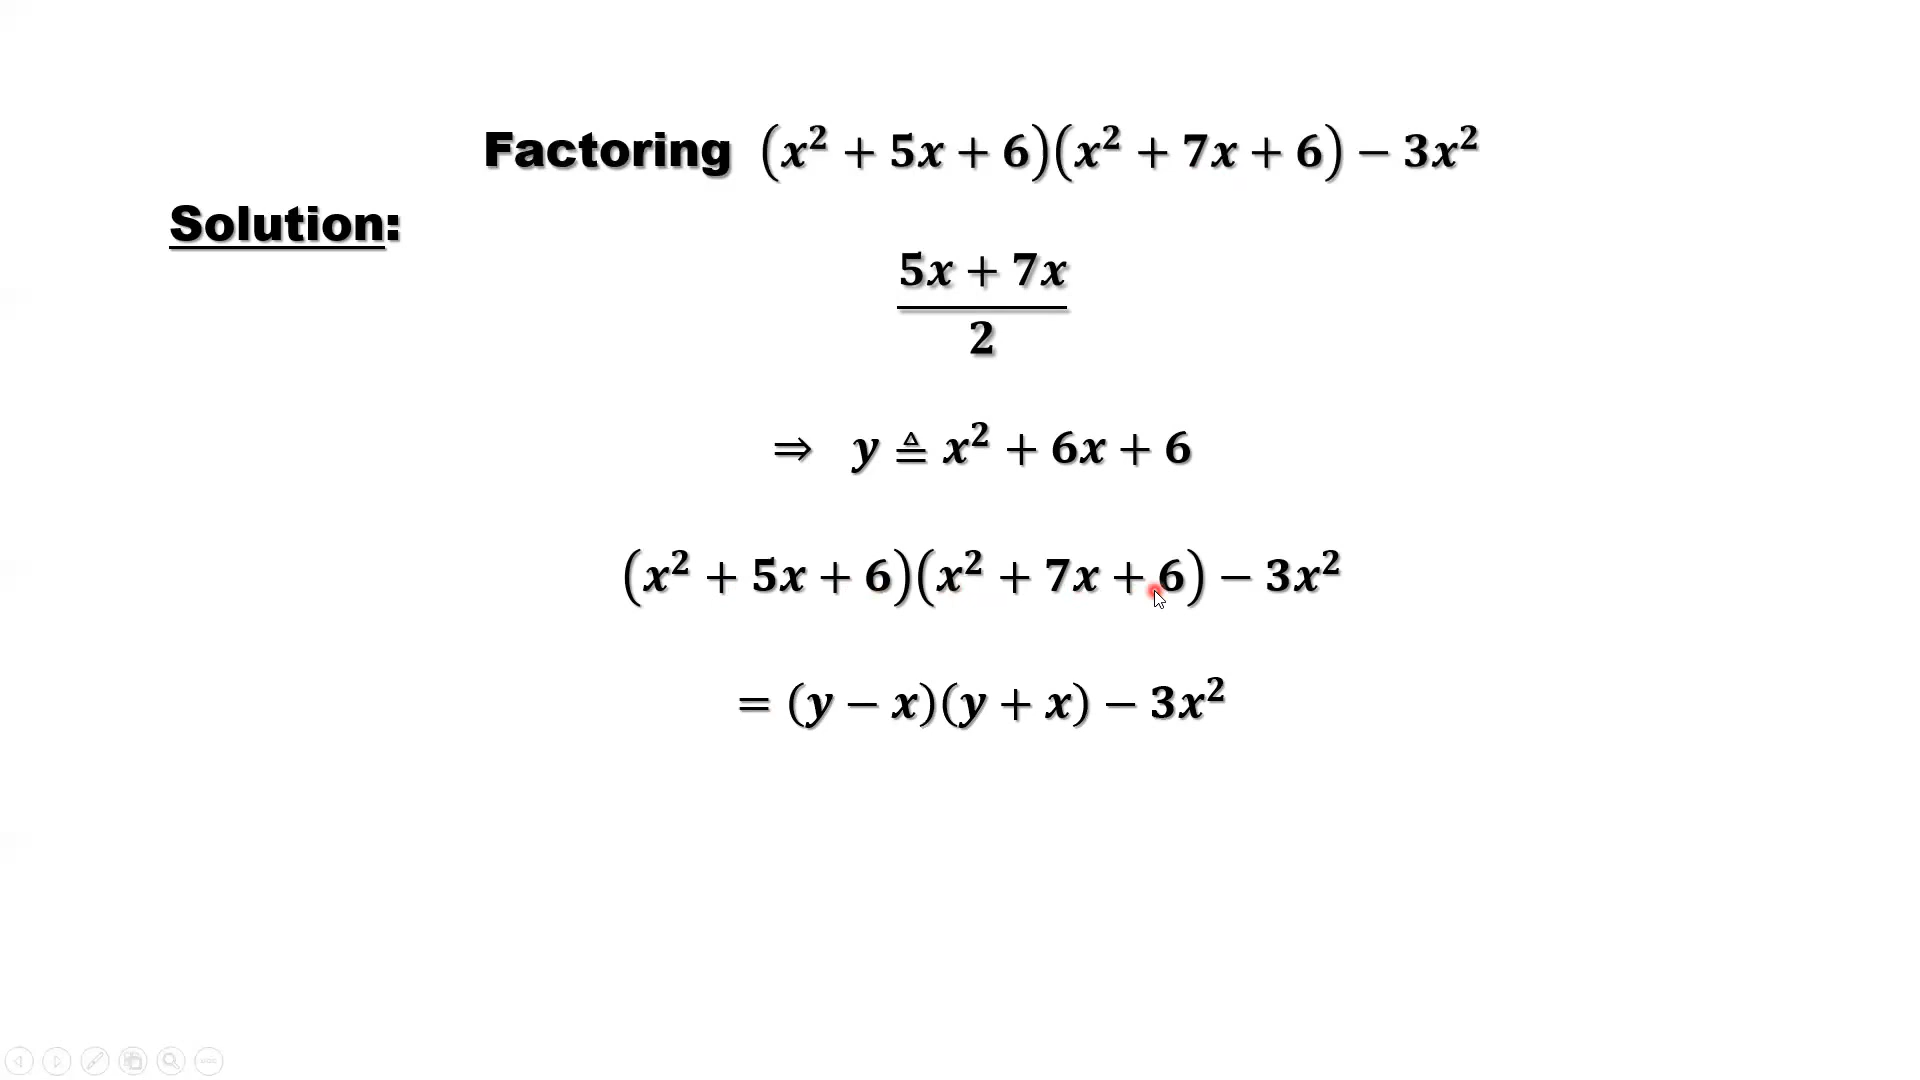 Factoring (x² + 5x + 6)(x² + 7x + 6) − 3x²
Solution:
5x + 7x
2
⇒ y ≜ x² + 6x + 6
(x² + 5x + 6)(x² + 7x + 6) − 3x²
= (y − x)(y + x) − 3x²